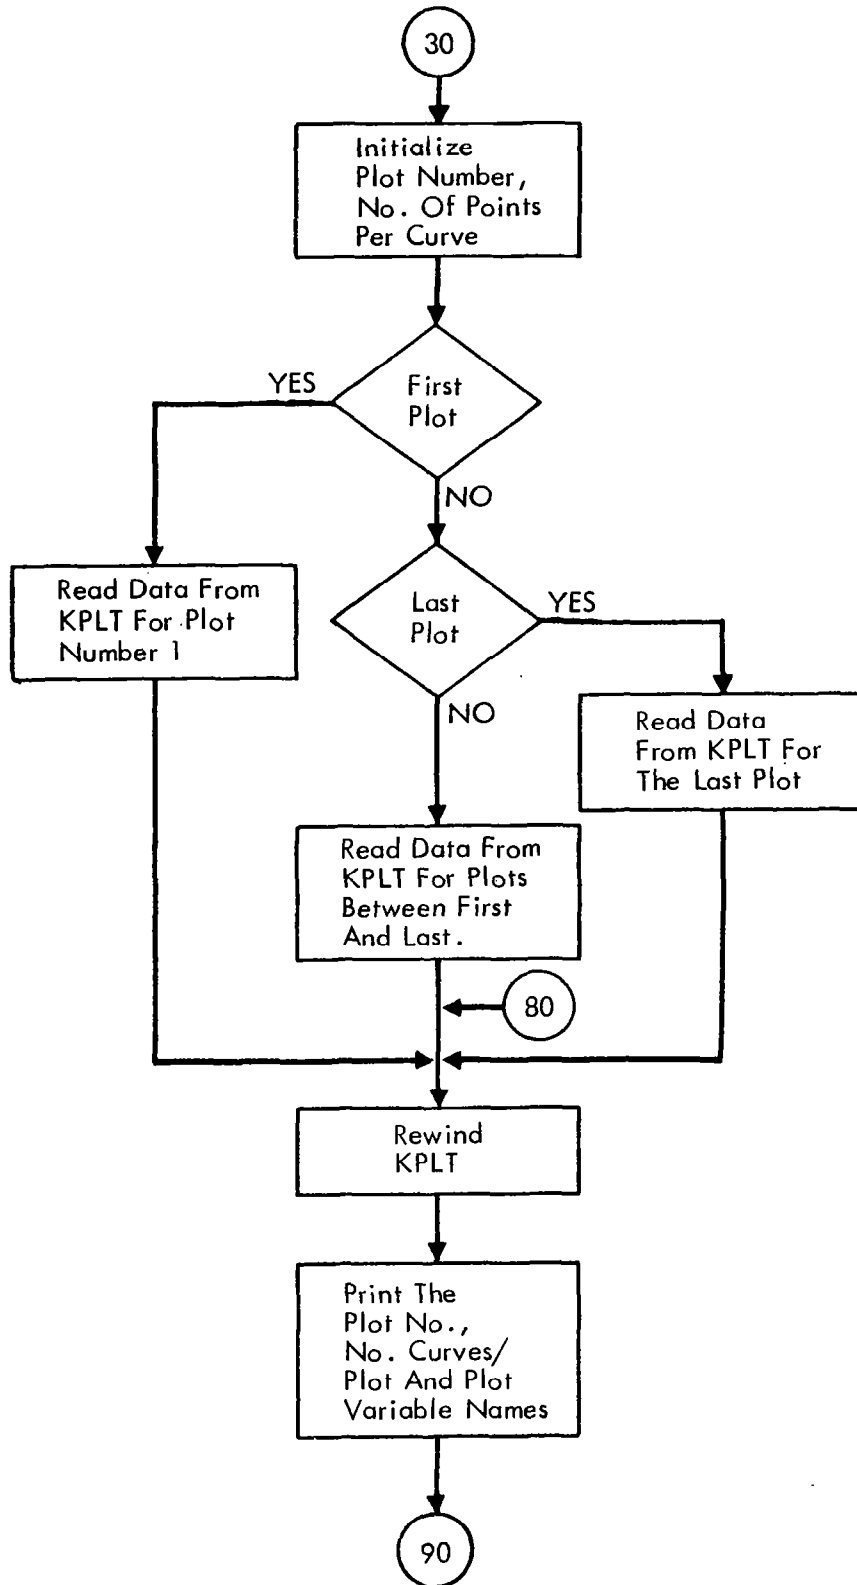 30
Initialize
Plot Number,
No. Of Points
Per Curve
First
Plot
YES
NO
Last
Plot
YES
NO
Read Data From
KPLT For Plot
Number 1
Read Data
From KPLT For
The Last Plot
Read Data From
KPLT For Plots
Between First
And Last.
80
Rewind
KPLT
Print The
Plot No.,
No. Curves/
Plot And Plot
Variable Names
90